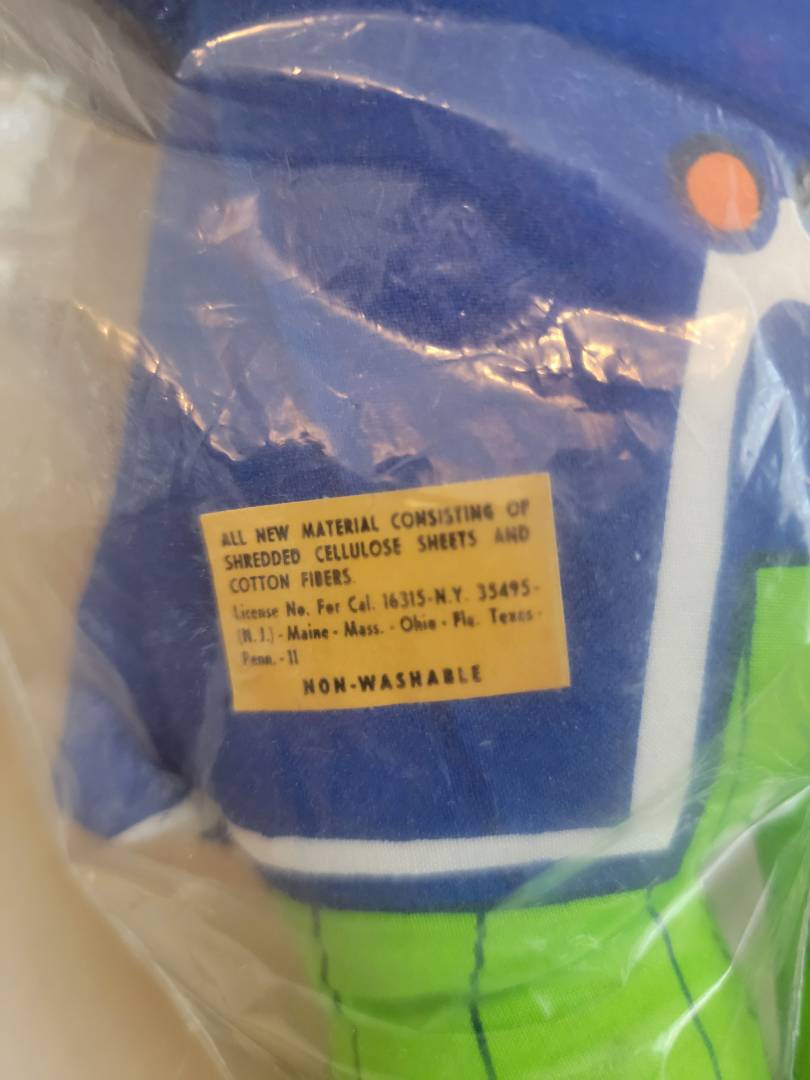 ALL NEW MATERIAL CONSISTING OF
SHREDDED CELLULOSE SHEETS AND
COTTON FIBERS.
License No. For Cal. 16315-N.Y. 35495-
(N.J.) - Maine - Mass. - Ohio - Fla. Texas -
Penn. - 11
NON-WASHABLE